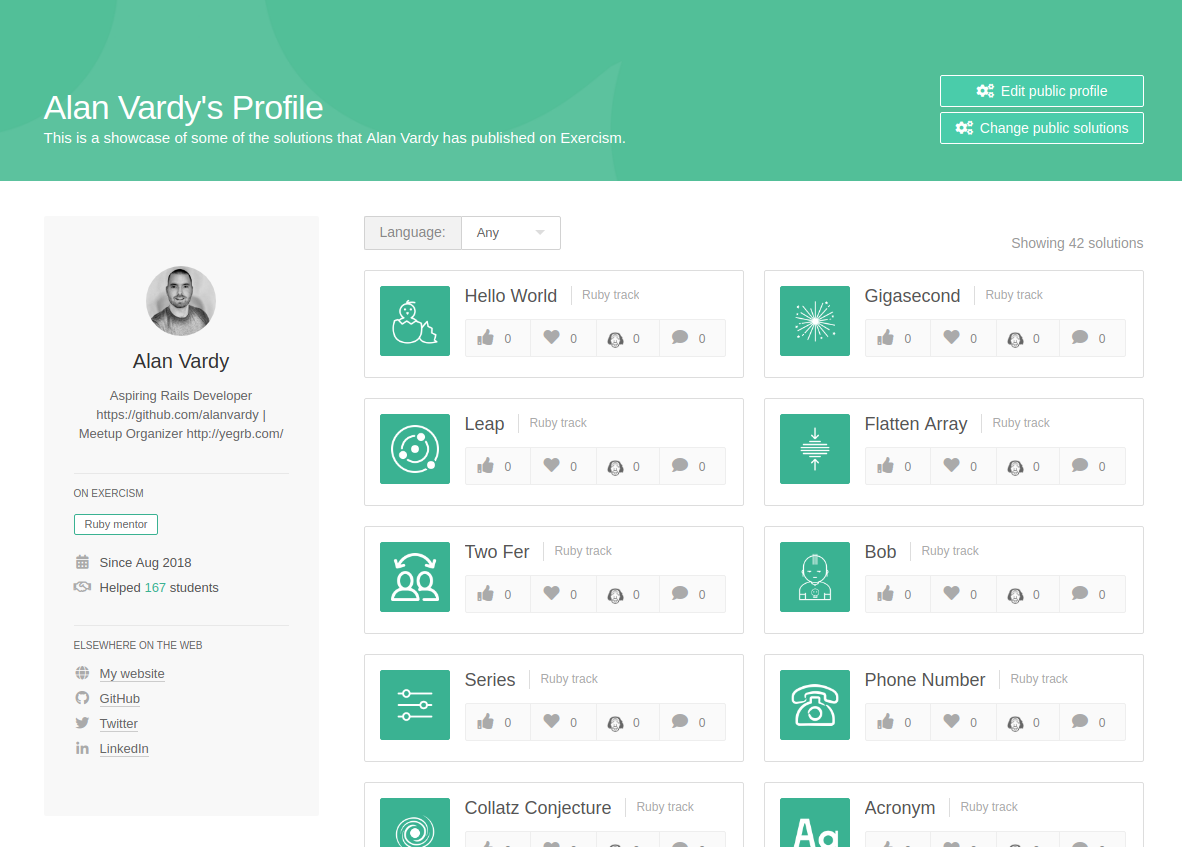 Alan Vardy's Profile
This is a showcase of some of the solutions that Alan Vardy has published on Exercism.
Edit public profile
Change public solutions
Alan Vardy
Aspiring Rails Developer
https://github.com/alanvardy |
Meetup Organizer http://yegrb.com/
ON EXERCISM
Ruby mentor
Since Aug 2018
Helped 167 students
ELSEWHERE ON THE WEB
My website
GitHub
Twitter
LinkedIn
Language: Any
Showing 42 solutions
Hello World Ruby track
0 0 0 0
Gigasecond Ruby track
0 0 0 0
Leap Ruby track
0 0 0 0
Flatten Array Ruby track
0 0 0 0
Two Fer Ruby track
0 0 0 0
Bob Ruby track
0 0 0 0
Series Ruby track
0 0 0 0
Phone Number Ruby track
0 0 0 0
Collatz Conjecture Ruby track
Acronym Ruby track
Aa